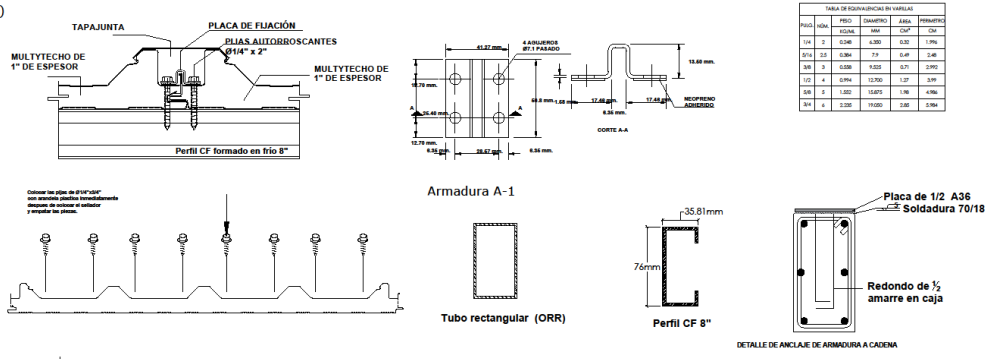 TAPAJUNTA
PLACA DE FIJACIÓN
PIJAS AUTORROSCANTES
Ø1/4" x 2"
MULTYTECHO DE
1" DE ESPESOR
MULTYTECHO DE
1" DE ESPESOR
Perfil CF formado en frio 8"
41.27 mm.
4 AGUJEROS
Ø7.1 PASADO
12.70 mm.
25.40 mm.
12.70 mm.
A
A
6.35 mm.
28.57 mm.
6.35 mm.
13.50 mm.
1.58 mm.
17.46 mm.
17.46 mm.
6.35 mm.
NEOPRENO
ADHERIDO
CORTE A-A
TABLA DE EQUIVALENCIAS EN VARILLAS
PULG. NÚM. PESO DIAMETRO ÁREA PERIMETRO
KG/ML MM CM² CM
1/4 2 0.248 6.350 0.32 1.996
5/16 2.5 0.384 7.9 0.49 2.48
3/8 3 0.558 9.525 0.71 2.992
1/2 4 0.994 12.700 1.27 3.99
5/8 5 1.552 15.875 1.98 4.986
3/4 6 2.235 19.050 2.85 5.984
Colocar las pijas de Ø1/4"x3/4"
con arandela plastica inmediatamente
despues de colocar el sellador
y empatar las piezas.
Armadura A-1
Tubo rectangular (ORR)
35.81mm
76mm
Perfil CF 8"
Placa de 1/2 A36
Soldadura 70/18
Redondo de ½
amarre en caja
DETALLE DE ANCLAJE DE ARMADURA A CADENA